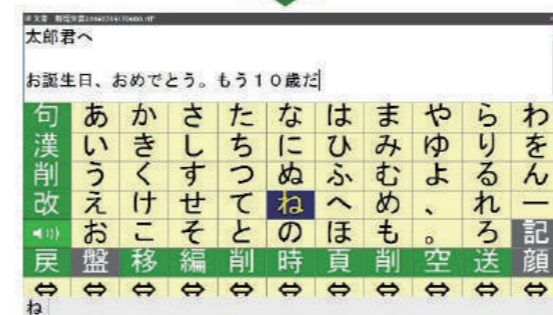 太郎君へ
お誕生日、おめでとう。もう１０歳だ
句 あ か さ た な は ま や ら わ
漢 い き し ち に ひ み ゆ り を
削 う く す つ ぬ ふ む よ る ん
改 え け せ て ね へ め 、 れ ー
お こ そ と の ほ も 。 ろ 記
戻 盤 移 編 削 時 頁 削 空 送 顔
⇔ ⇔ ⇔ ⇔ ⇔ ⇔ ⇔ ⇔ ⇔ ⇔ ⇔
ね